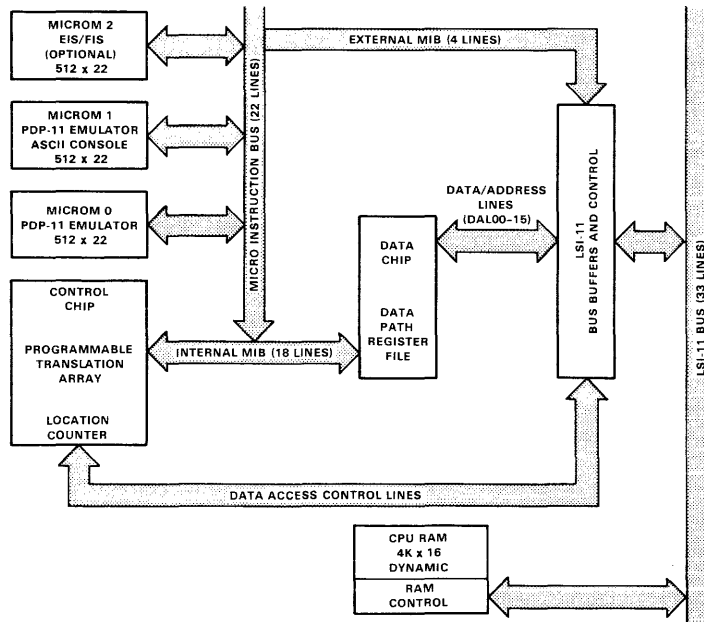 MICROM 2
EIS/FIS
(OPTIONAL)
512 x 22
EXTERNAL MIB (4 LINES)
MICROM 1
PDP-11 EMULATOR
ASCII CONSOLE
512 x 22
MICRO INSTRUCTION BUS (22 LINES)
MICROM 0
PDP-11 EMULATOR
512 x 22
DATA/ADDRESS
LINES
(DAL00-15)
LSI-11
BUS BUFFERS AND CONTROL
LSI-11 BUS (33 LINES)
CONTROL
CHIP
PROGRAMMABLE
TRANSLATION
ARRAY
LOCATION
COUNTER
INTERNAL MIB (18 LINES)
DATA
CHIP
DATA
PATH
REGISTER
FILE
DATA ACCESS CONTROL LINES
CPU RAM
4K x 16
DYNAMIC
RAM
CONTROL